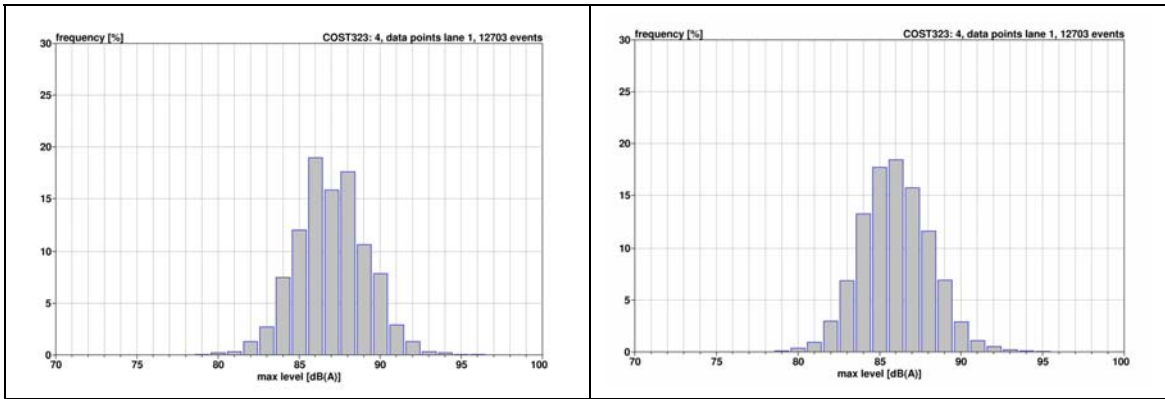 frequency [%] COST323: 4, data points lane 1, 12703 events
30
25
20
15
10
5
0
70 75 80 85 90 95 100
max level [dB(A)]
frequency [%] COST323: 4, data points lane 1, 12703 events
30
25
20
15
10
5
0
70 75 80 85 90 95 100
max level [dB(A)]